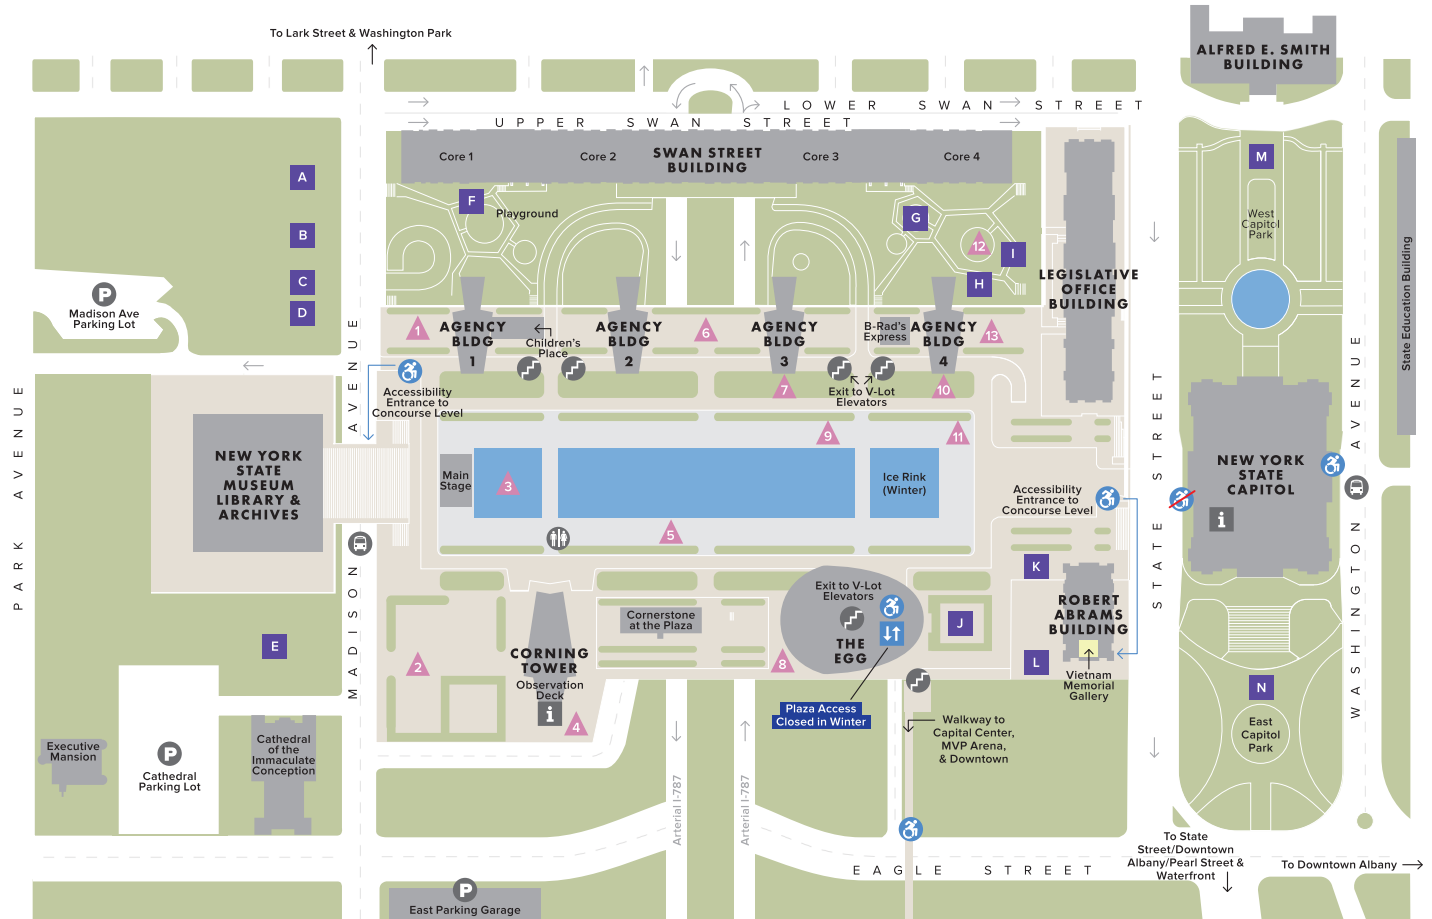 To Lark Street & Washington Park
ALFRED E. SMITH
BUILDING
LOWER SWAN STREET
UPPER SWAN STREET
Core 1
Core 2
SWAN STREET
BUILDING
Core 3
Core 4
A
B
C
D
F
Playground
G
12
I
H
M
West
Capitol
Park
State Education Building
LEGISLATIVE
OFFICE
BUILDING
P
Madison Ave
Parking Lot
1
AGENCY
BLDG
1
Children's
Place
AGENCY
BLDG
2
6
AGENCY
BLDG
3
B-Rad's
Express
AGENCY
BLDG
4
13
7
10
Exit to V-Lot
Elevators
Accessibility
Entrance to
Concourse Level
PARK AVENUE
MADISON AVENUE
STATE STREET
STATE STREET
WASHINGTON AVENUE
NEW YORK
STATE
MUSEUM
LIBRARY &
ARCHIVES
Main
Stage
3
9
11
Ice Rink
(Winter)
5
Accessibility
Entrance to
Concourse Level
NEW YORK
STATE
CAPITOL
i
K
Exit to V-Lot
Elevators
THE
EGG
J
ROBERT
ABRAMS
BUILDING
L
Vietnam
Memorial
Gallery
Cornerstone
at the Plaza
8
E
2
CORNING
TOWER
Observation
Deck
i
4
Plaza Access
Closed in Winter
Walkway to
Capital Center,
MVP Arena,
& Downtown
N
East
Capitol
Park
Executive
Mansion
P
Cathedral
Parking Lot
Cathedral
of the
Immaculate
Conception
Arterial I-787
Arterial I-787
EAGLE STREET
To State
Street/Downtown
Albany/Pearl Street &
Waterfront
To Downtown Albany
P
East Parking Garage